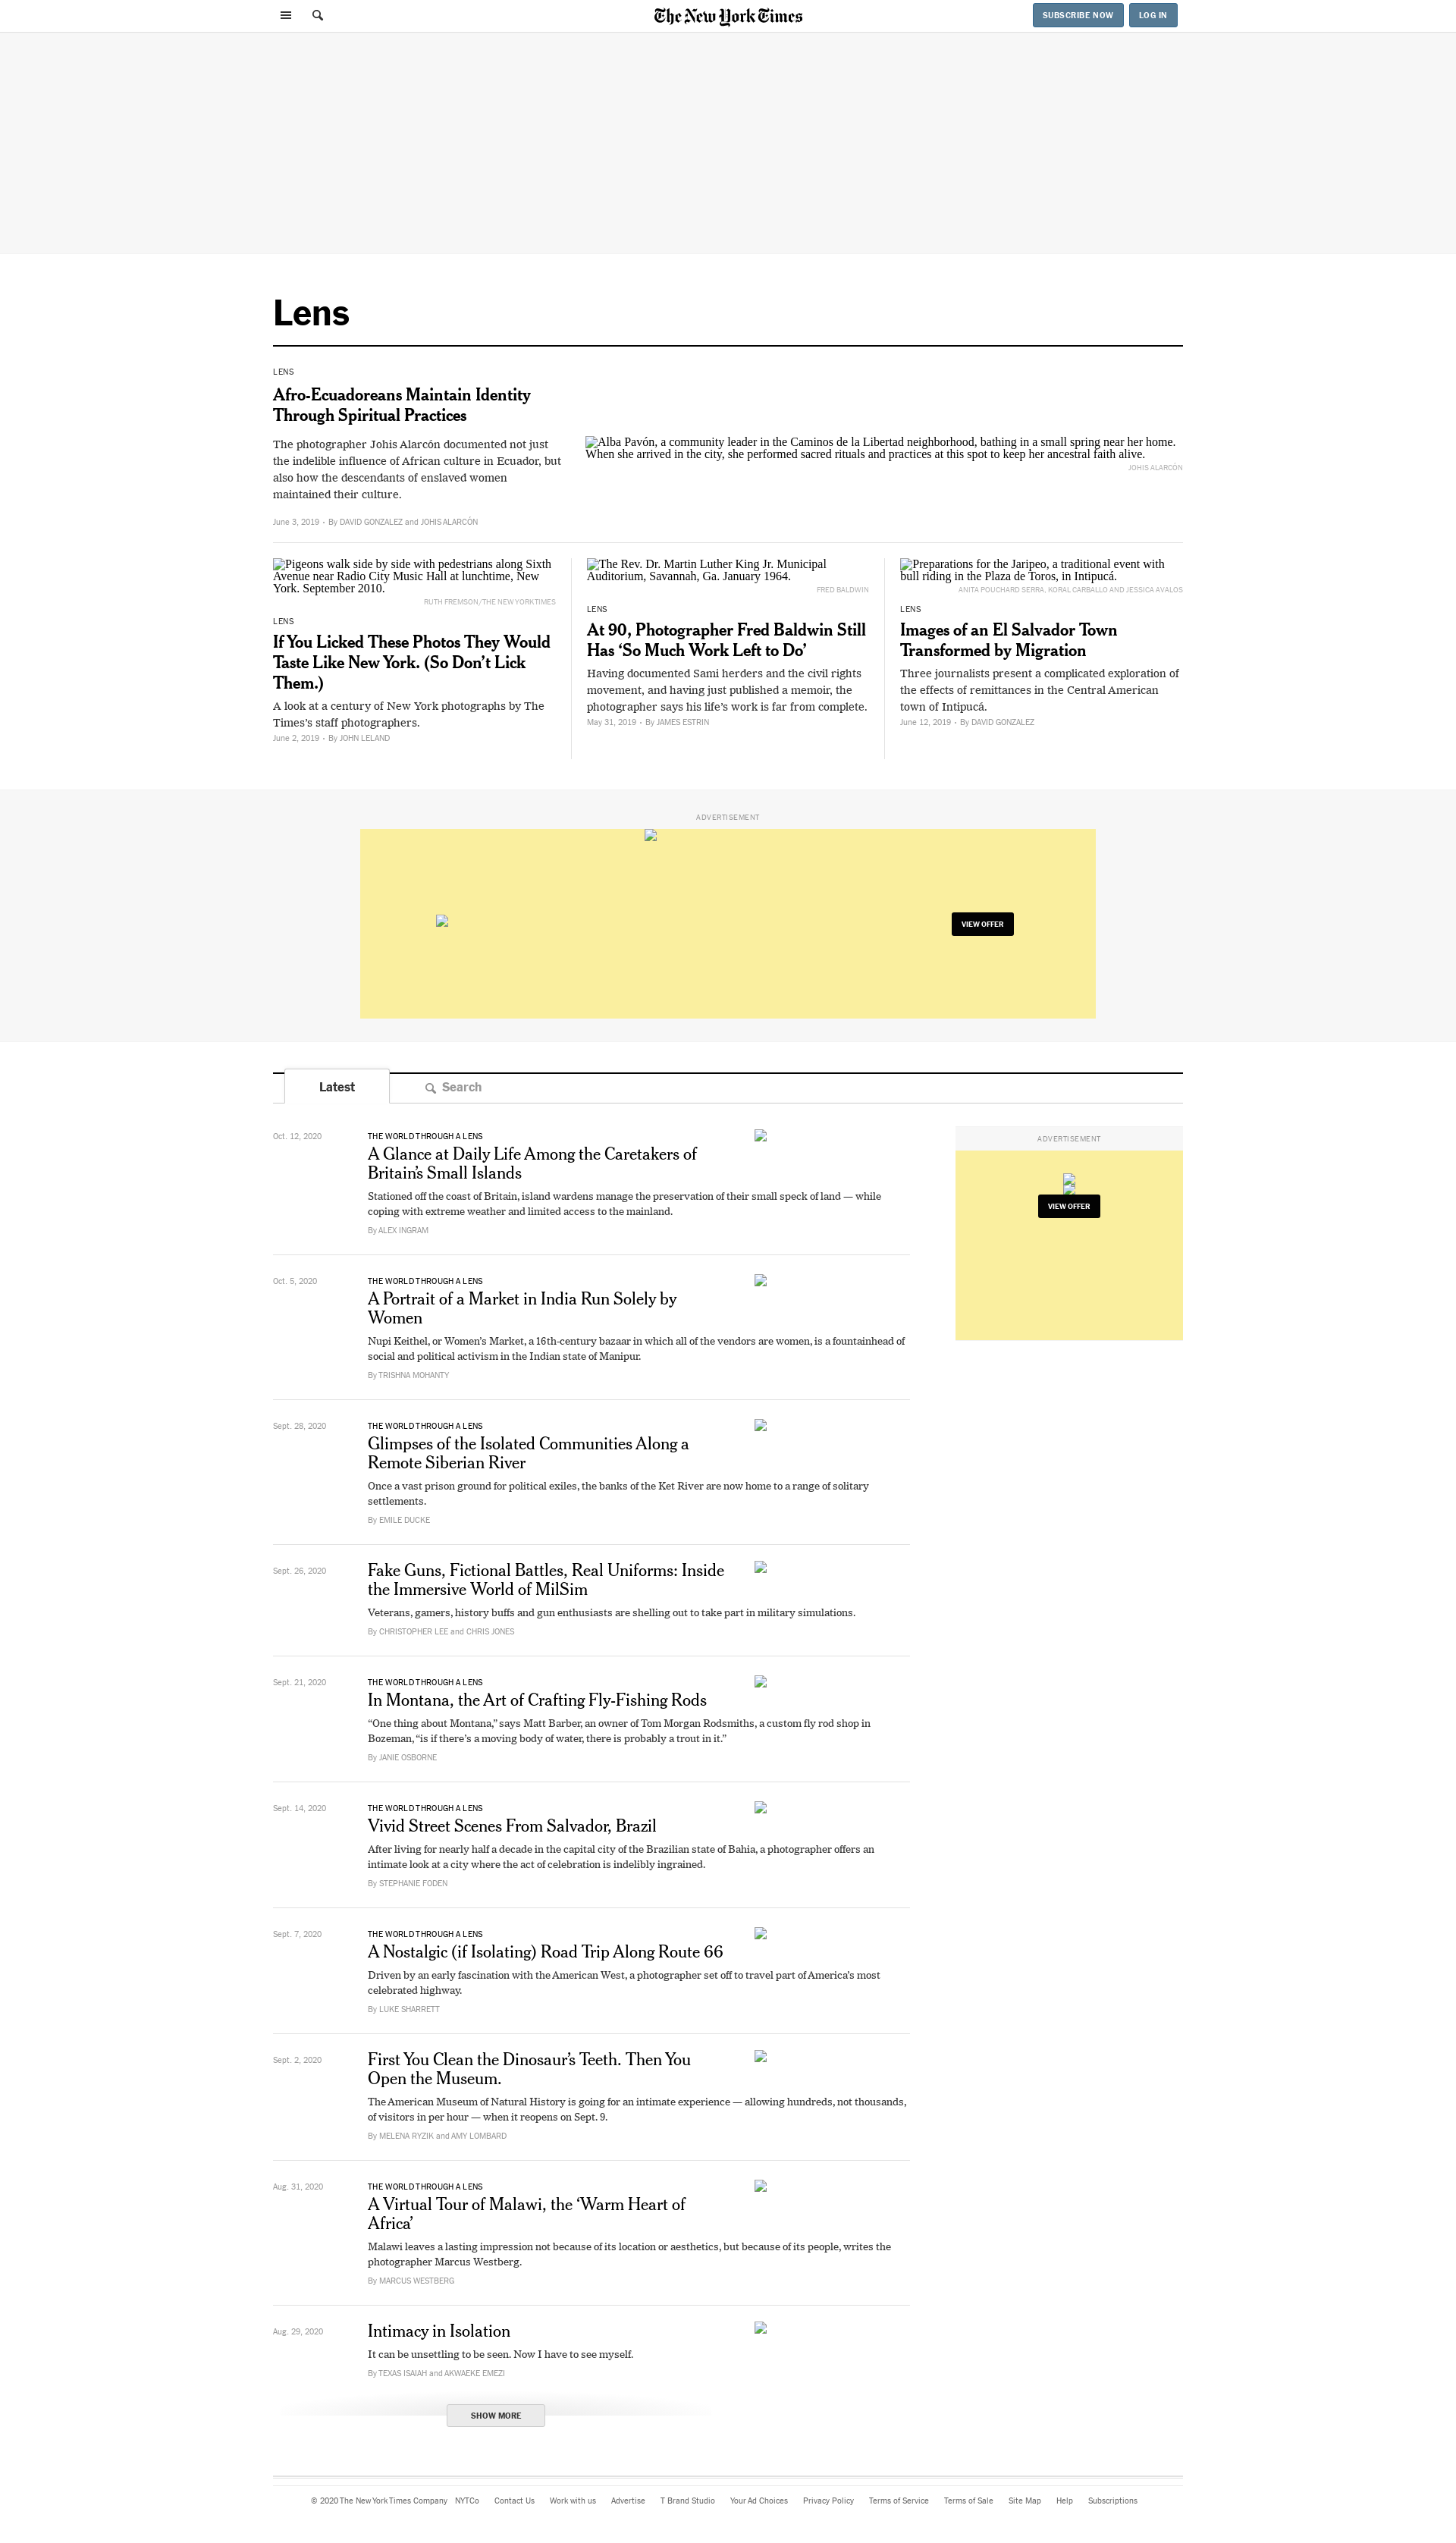 The New York Times
SUBSCRIBE NOW
LOG IN
Lens
LENS
Afro-Ecuadoreans Maintain Identity
Through Spiritual Practices
The photographer Johis Alarcón documented not just
the indelible influence of African culture in Ecuador, but
also how the descendants of enslaved women
maintained their culture.
June 3, 2019 • By DAVID GONZALEZ and JOHIS ALARCÓN
Alba Pavón, a community leader in the Caminos de la Libertad neighborhood, bathing in a small spring near her home.
When she arrived in the city, she performed sacred rituals and practices at this spot to keep her ancestral faith alive.
JOHIS ALARCÓN
Pigeons walk side by side with pedestrians along Sixth
Avenue near Radio City Music Hall at lunchtime, New
York. September 2010.
RUTH FREMSON/THE NEW YORK TIMES
LENS
If You Licked These Photos They Would
Taste Like New York. (So Don’t Lick
Them.)
A look at a century of New York photographs by The
Times’s staff photographers.
June 2, 2019 • By JOHN LELAND
The Rev. Dr. Martin Luther King Jr. Municipal
Auditorium, Savannah, Ga. January 1964.
FRED BALDWIN
LENS
At 90, Photographer Fred Baldwin Still
Has ‘So Much Work Left to Do’
Having documented Sami herders and the civil rights
movement, and having just published a memoir, the
photographer says his life’s work is far from complete.
May 31, 2019 • By JAMES ESTRIN
Preparations for the Jaripeo, a traditional event with
bull riding in the Plaza de Toros, in Intipucá.
ANITA POUCHARD SERRA, KORAL CARBALLO AND JESSICA AVALOS
LENS
Images of an El Salvador Town
Transformed by Migration
Three journalists present a complicated exploration of
the effects of remittances in the Central American
town of Intipucá.
June 12, 2019 • By DAVID GONZALEZ
ADVERTISEMENT
VIEW OFFER
Latest
Search
Oct. 12, 2020
THE WORLD THROUGH A LENS
A Glance at Daily Life Among the Caretakers of
Britain’s Small Islands
Stationed off the coast of Britain, island wardens manage the preservation of their small speck of land — while
coping with extreme weather and limited access to the mainland.
By ALEX INGRAM
ADVERTISEMENT
VIEW OFFER
Oct. 5, 2020
THE WORLD THROUGH A LENS
A Portrait of a Market in India Run Solely by
Women
Nupi Keithel, or Women’s Market, a 16th-century bazaar in which all of the vendors are women, is a fountainhead of
social and political activism in the Indian state of Manipur.
By TRISHNA MOHANTY
Sept. 28, 2020
THE WORLD THROUGH A LENS
Glimpses of the Isolated Communities Along a
Remote Siberian River
Once a vast prison ground for political exiles, the banks of the Ket River are now home to a range of solitary
settlements.
By EMILE DUCKE
Sept. 26, 2020
Fake Guns, Fictional Battles, Real Uniforms: Inside
the Immersive World of MilSim
Veterans, gamers, history buffs and gun enthusiasts are shelling out to take part in military simulations.
By CHRISTOPHER LEE and CHRIS JONES
Sept. 21, 2020
THE WORLD THROUGH A LENS
In Montana, the Art of Crafting Fly-Fishing Rods
“One thing about Montana,” says Matt Barber, an owner of Tom Morgan Rodsmiths, a custom fly rod shop in
Bozeman, “is if there’s a moving body of water, there is probably a trout in it.”
By JANIE OSBORNE
Sept. 14, 2020
THE WORLD THROUGH A LENS
Vivid Street Scenes From Salvador, Brazil
After living for nearly half a decade in the capital city of the Brazilian state of Bahia, a photographer offers an
intimate look at a city where the act of celebration is indelibly ingrained.
By STEPHANIE FODEN
Sept. 7, 2020
THE WORLD THROUGH A LENS
A Nostalgic (if Isolating) Road Trip Along Route 66
Driven by an early fascination with the American West, a photographer set off to travel part of America’s most
celebrated highway.
By LUKE SHARRETT
Sept. 2, 2020
First You Clean the Dinosaur’s Teeth. Then You
Open the Museum.
The American Museum of Natural History is going for an intimate experience — allowing hundreds, not thousands,
of visitors in per hour — when it reopens on Sept. 9.
By MELENA RYZIK and AMY LOMBARD
Aug. 31, 2020
THE WORLD THROUGH A LENS
A Virtual Tour of Malawi, the ‘Warm Heart of
Africa’
Malawi leaves a lasting impression not because of its location or aesthetics, but because of its people, writes the
photographer Marcus Westberg.
By MARCUS WESTBERG
Aug. 29, 2020
Intimacy in Isolation
It can be unsettling to be seen. Now I have to see myself.
By TEXAS ISAIAH and AKWAEKE EMEZI
SHOW MORE
© 2020 The New York Times Company NYTCo Contact Us Work with us Advertise T Brand Studio Your Ad Choices Privacy Policy Terms of Service Terms of Sale Site Map Help Subscriptions